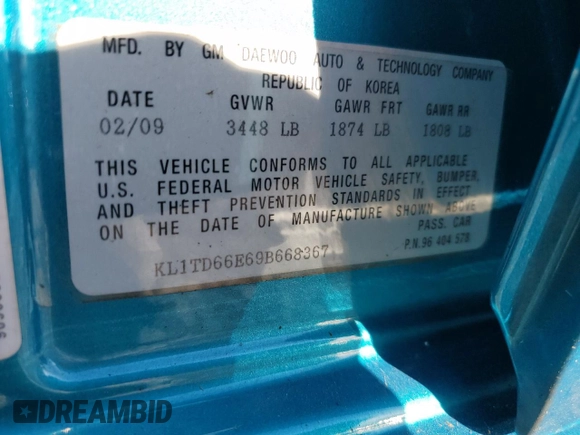 MFD. BY GM DAEWOO AUTO & TECHNOLOGY COMPANY
REPUBLIC OF KOREA
DATE GVWR GAWR FRT GAWR RR
02/09 3448 LB 1874 LB 1808 LB
THIS VEHICLE CONFORMS TO ALL APPLICABLE
U.S. FEDERAL MOTOR VEHICLE SAFETY, BUMPER,
AND THEFT PREVENTION STANDARDS IN EFFECT
ON THE DATE OF MANUFACTURE SHOWN ABOVE
PASS. CAR
KL1TD66E69B668367 P.N.96 404 578
DREAMBID